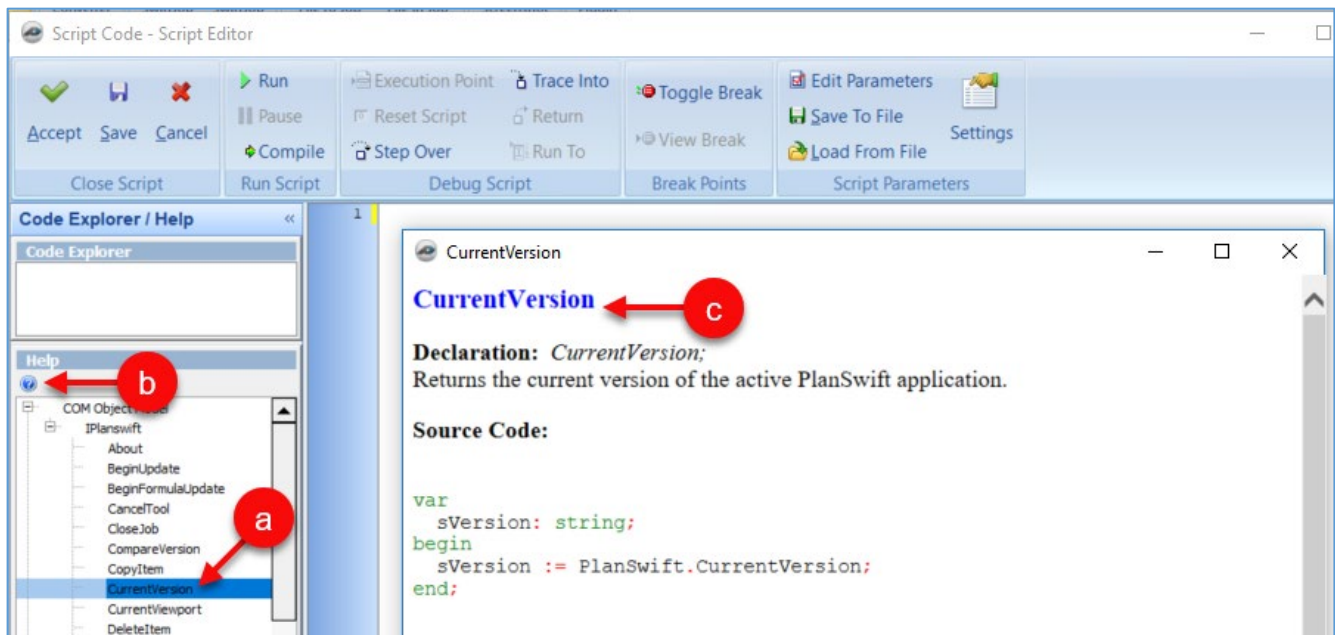 Script Code - Script Editor
Accept Save Cancel
Close Script
Run
Pause
Compile
Run Script
Execution Point Trace Into
Reset Script Return
Step Over Run To
Debug Script
Toggle Break
View Break
Break Points
Edit Parameters
Save To File
Load From File
Settings
Script Parameters
Code Explorer / Help «
Code Explorer
Help
b
COM Object
IPlanswift
About
BeginUpdate
BeginFormulaUpdate
CancelTool
CloseJob
CompareVersion
CopyItem
CurrentVersion
CurrentViewport
DeleteItem
a
1
CurrentVersion
CurrentVersion
c
Declaration: CurrentVersion;
Returns the current version of the active PlanSwift application.
Source Code:
var
sVersion: string;
begin
sVersion := PlanSwift.CurrentVersion;
end;